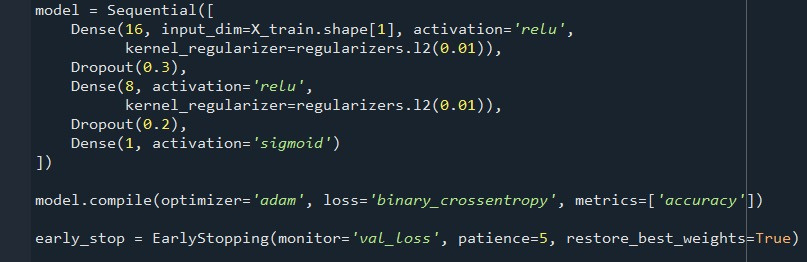 model = Sequential([
    Dense(16, input_dim=X_train.shape[1], activation='relu',
          kernel_regularizer=regularizers.l2(0.01)),
    Dropout(0.3),
    Dense(8, activation='relu',
          kernel_regularizer=regularizers.l2(0.01)),
    Dropout(0.2),
    Dense(1, activation='sigmoid')
])
model.compile(optimizer='adam', loss='binary_crossentropy', metrics=['accuracy'])
early_stop = EarlyStopping(monitor='val_loss', patience=5, restore_best_weights=True)